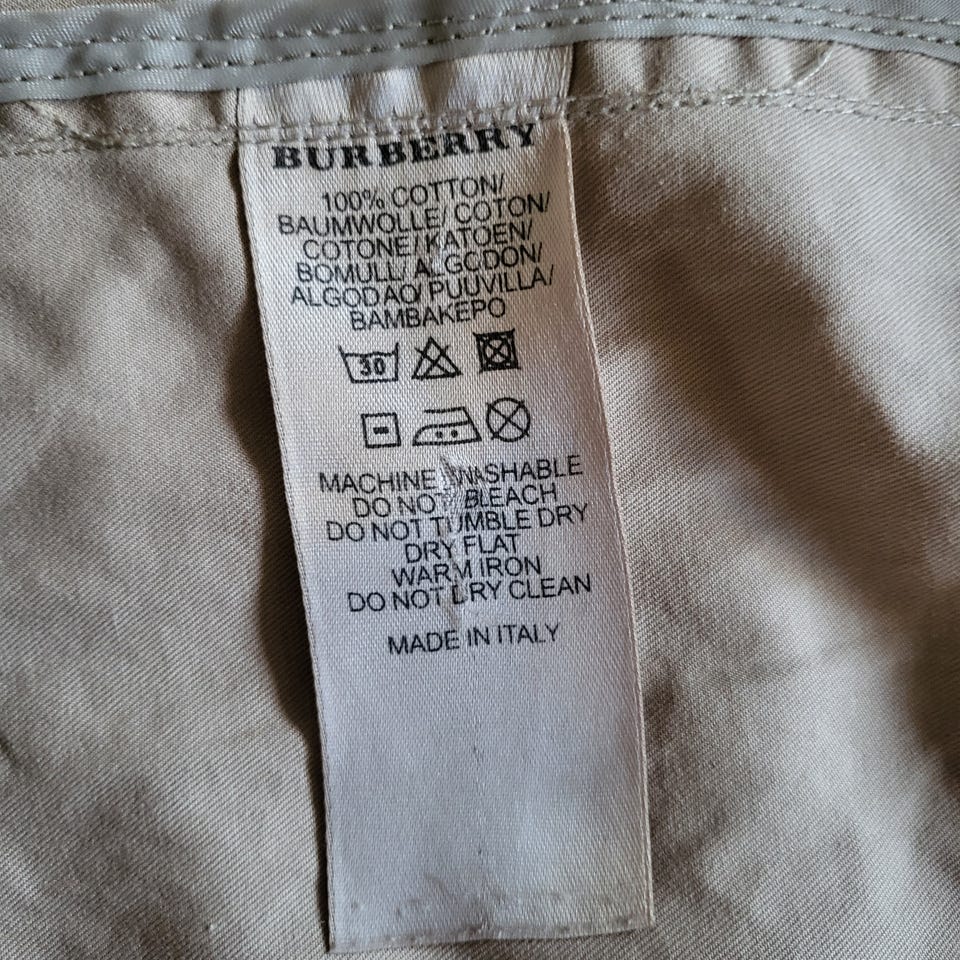 BURBERRY
100% COTTON/
BAUMWOLLE/ COTON/
COTONE/ KATOEN/
BOMULL/ ALGODON/
ALGODAO/ PUUVILLA/
BAMBAKEPO
30
MACHINE WASHABLE
DO NOT BLEACH
DO NOT TUMBLE DRY
DRY FLAT
WARM IRON
DO NOT DRY CLEAN
MADE IN ITALY